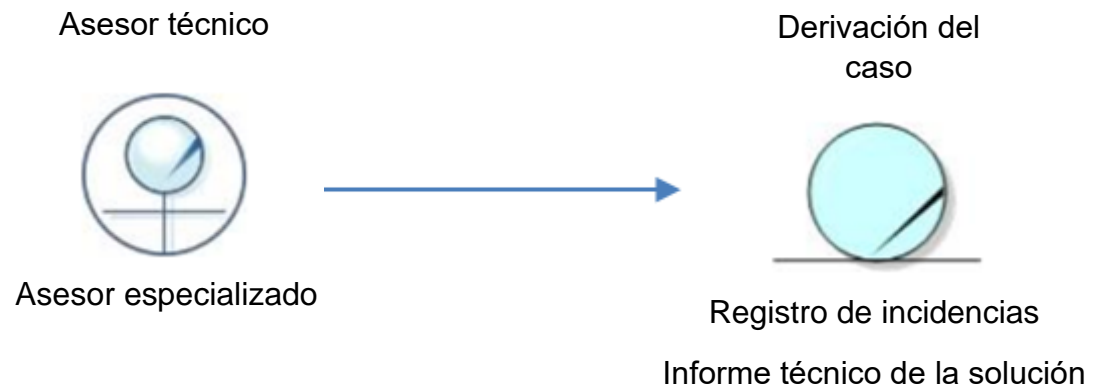 Asesor técnico
Asesor especializado
Derivación del
caso
Registro de incidencias
Informe técnico de la solución